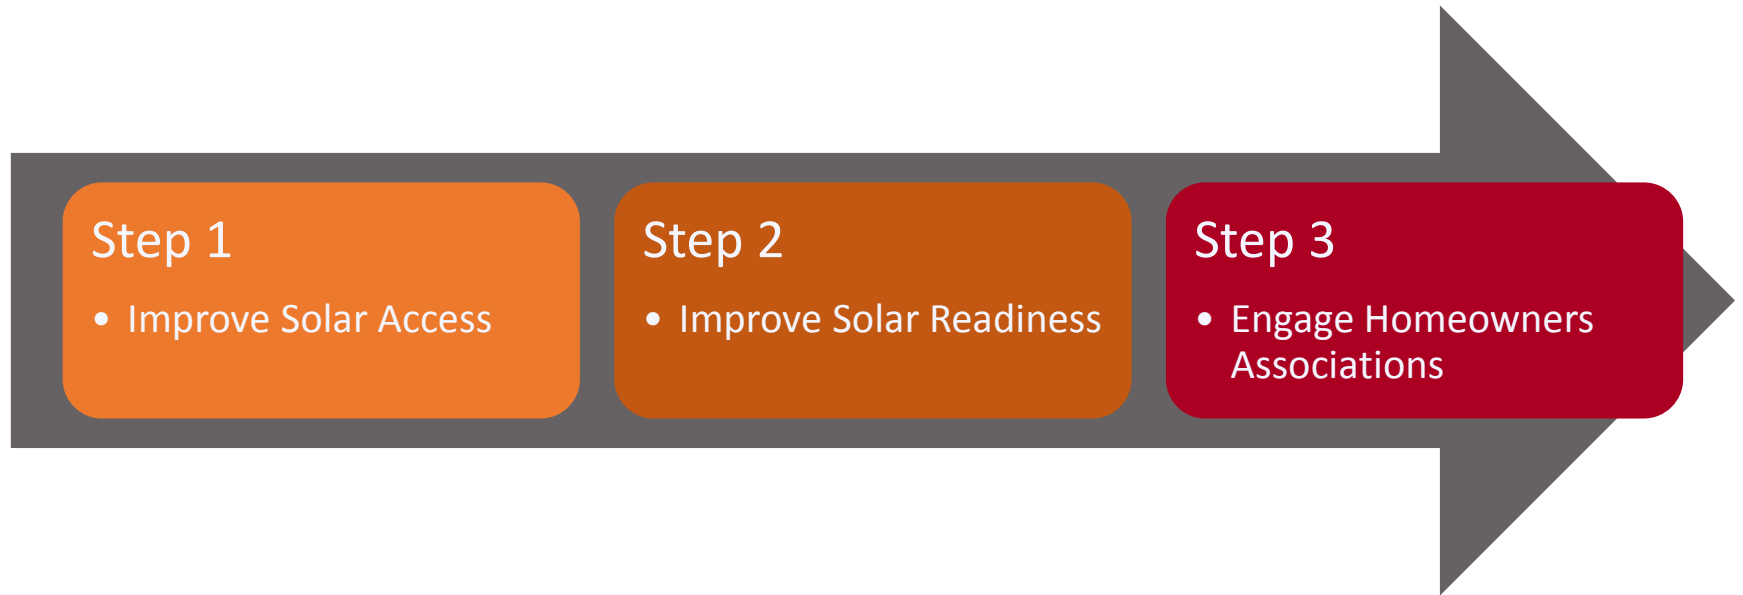 Step 1
• Improve Solar Access
Step 2
• Improve Solar Readiness
Step 3
• Engage Homeowners
Associations